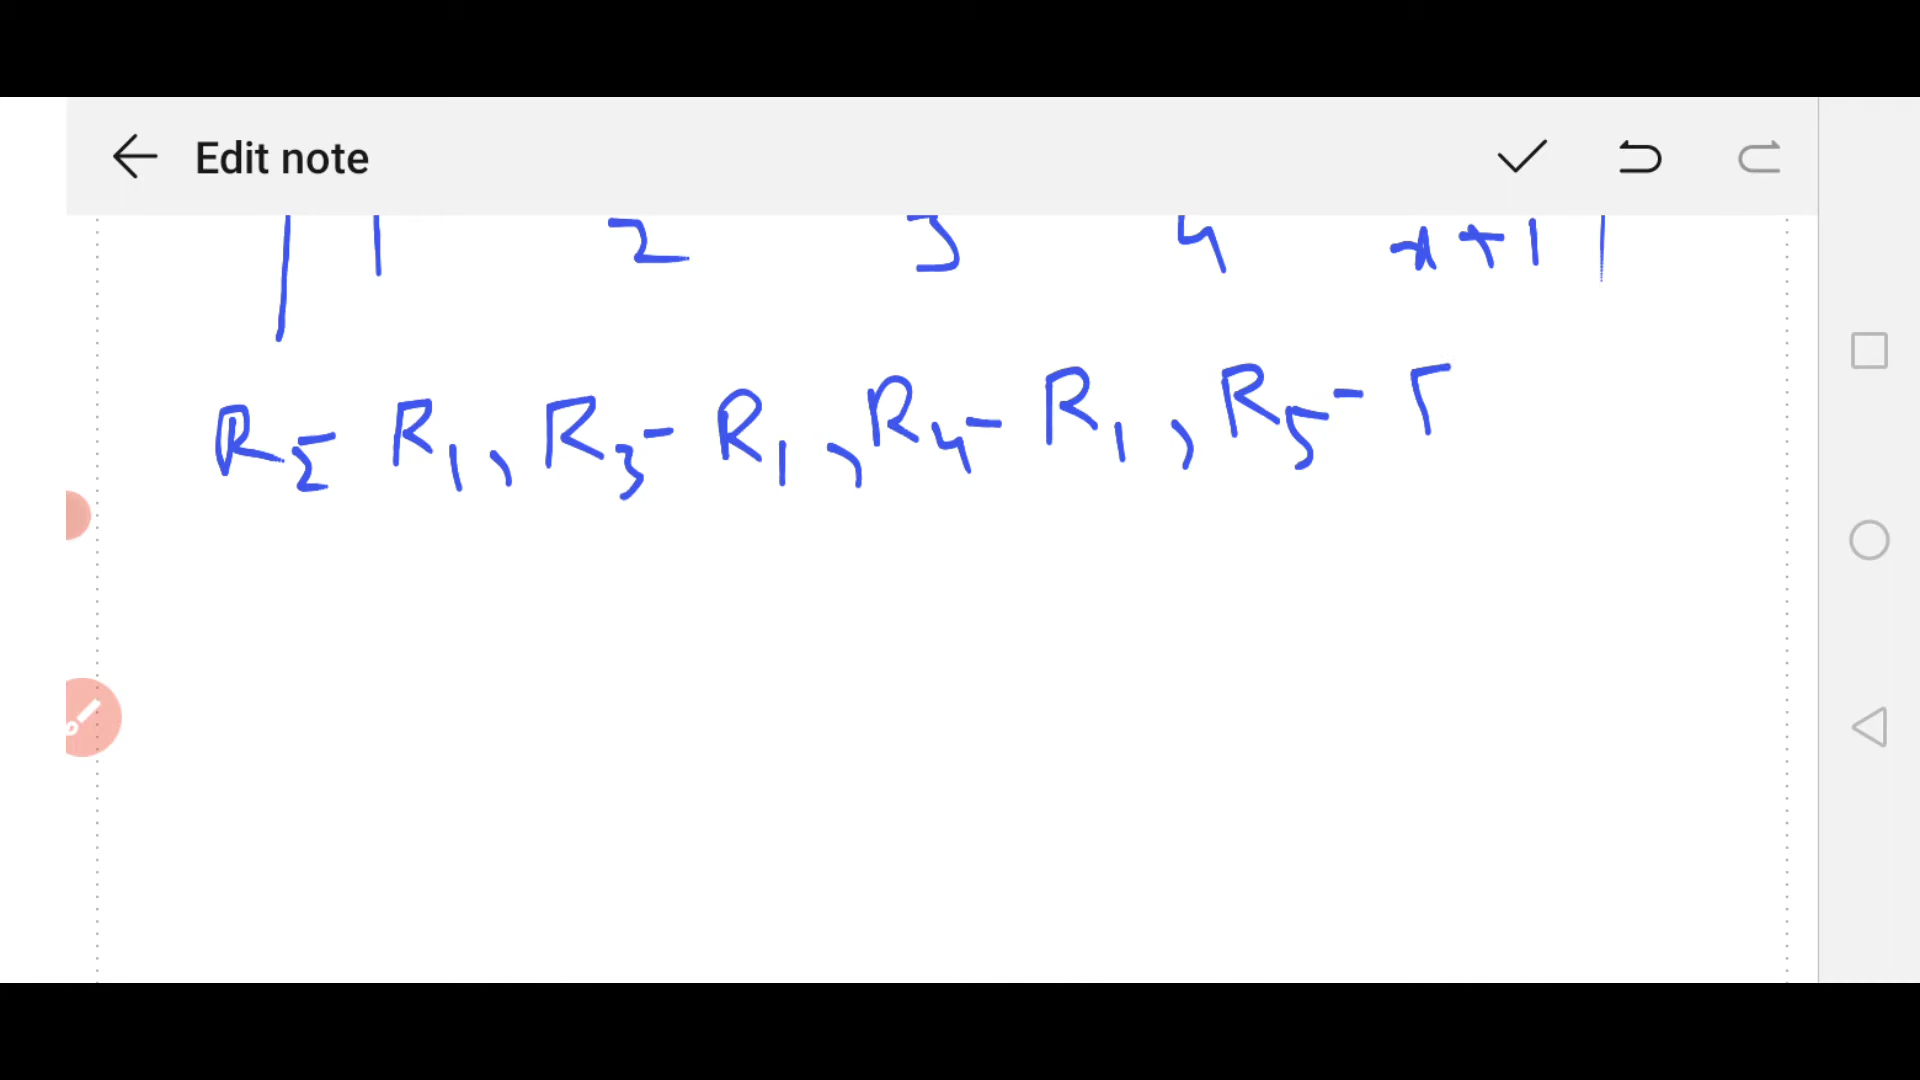 Edit note
| 1 2 3 4 x+1 |
R₂- R₁, R₃- R₁, R₄- R₁, R₅-